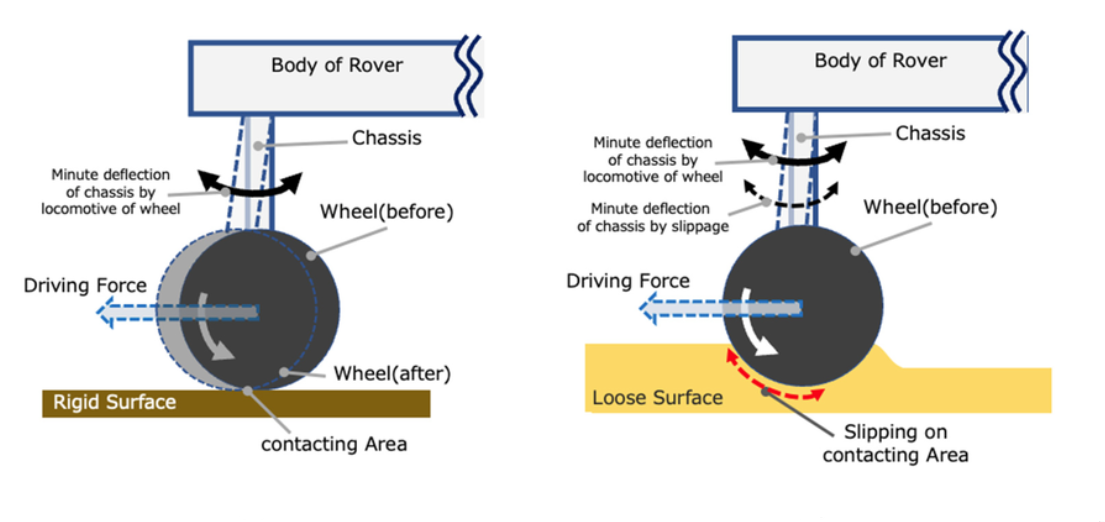 Body of Rover
Chassis
Minute deflection
of chassis by
locomotive of wheel
Wheel(before)
Driving Force
Wheel(after)
Rigid Surface
contacting Area
Body of Rover
Chassis
Minute deflection
of chassis by
locomotive of wheel
Minute deflection
of chassis by slippage
Wheel(before)
Driving Force
Loose Surface
Slipping on
contacting Area